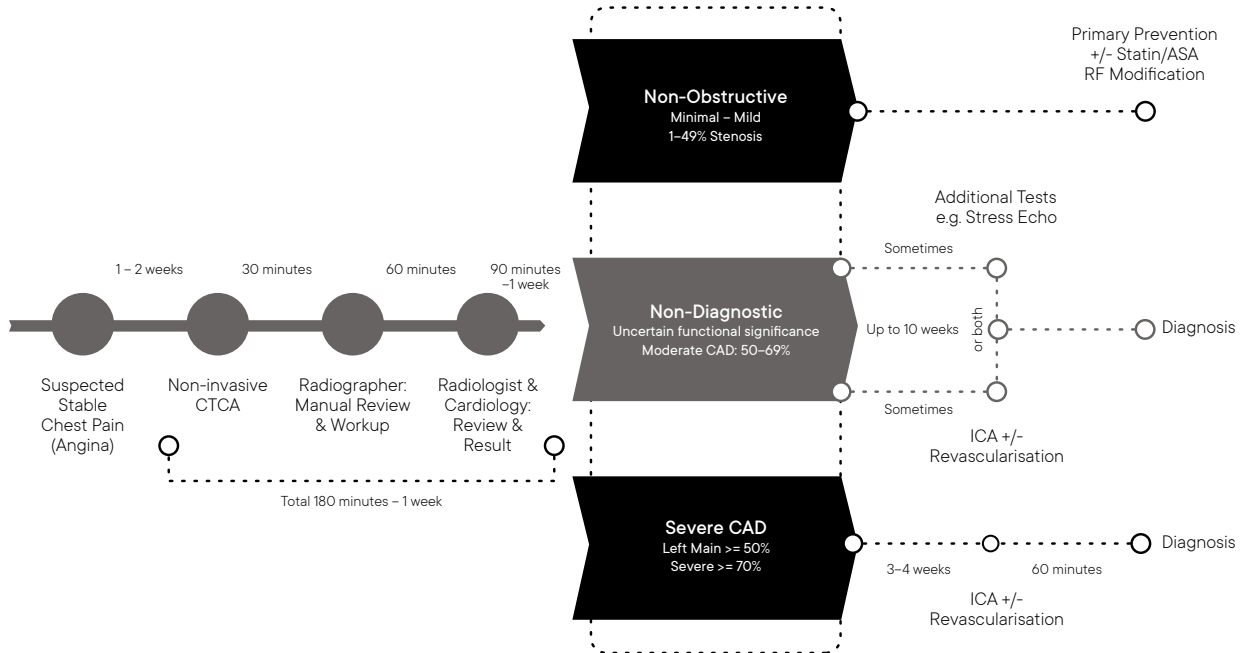 Primary Prevention
+/- Statin/ASA
RF Modification
Non-Obstructive
Minimal – Mild
1–49% Stenosis
Additional Tests
e.g. Stress Echo
Sometimes
1 – 2 weeks
30 minutes
60 minutes
90 minutes
–1 week
Non-Diagnostic
Uncertain functional significance
Moderate CAD: 50–69%
Up to 10 weeks
or both
Diagnosis
Suspected
Stable
Chest Pain
(Angina)
Non-invasive
CTCA
Radiographer:
Manual Review
& Workup
Radiologist &
Cardiology:
Review &
Result
Sometimes
ICA +/-
Revascularisation
Total 180 minutes – 1 week
Severe CAD
Left Main >= 50%
Severe >= 70%
Diagnosis
3–4 weeks
60 minutes
ICA +/-
Revascularisation